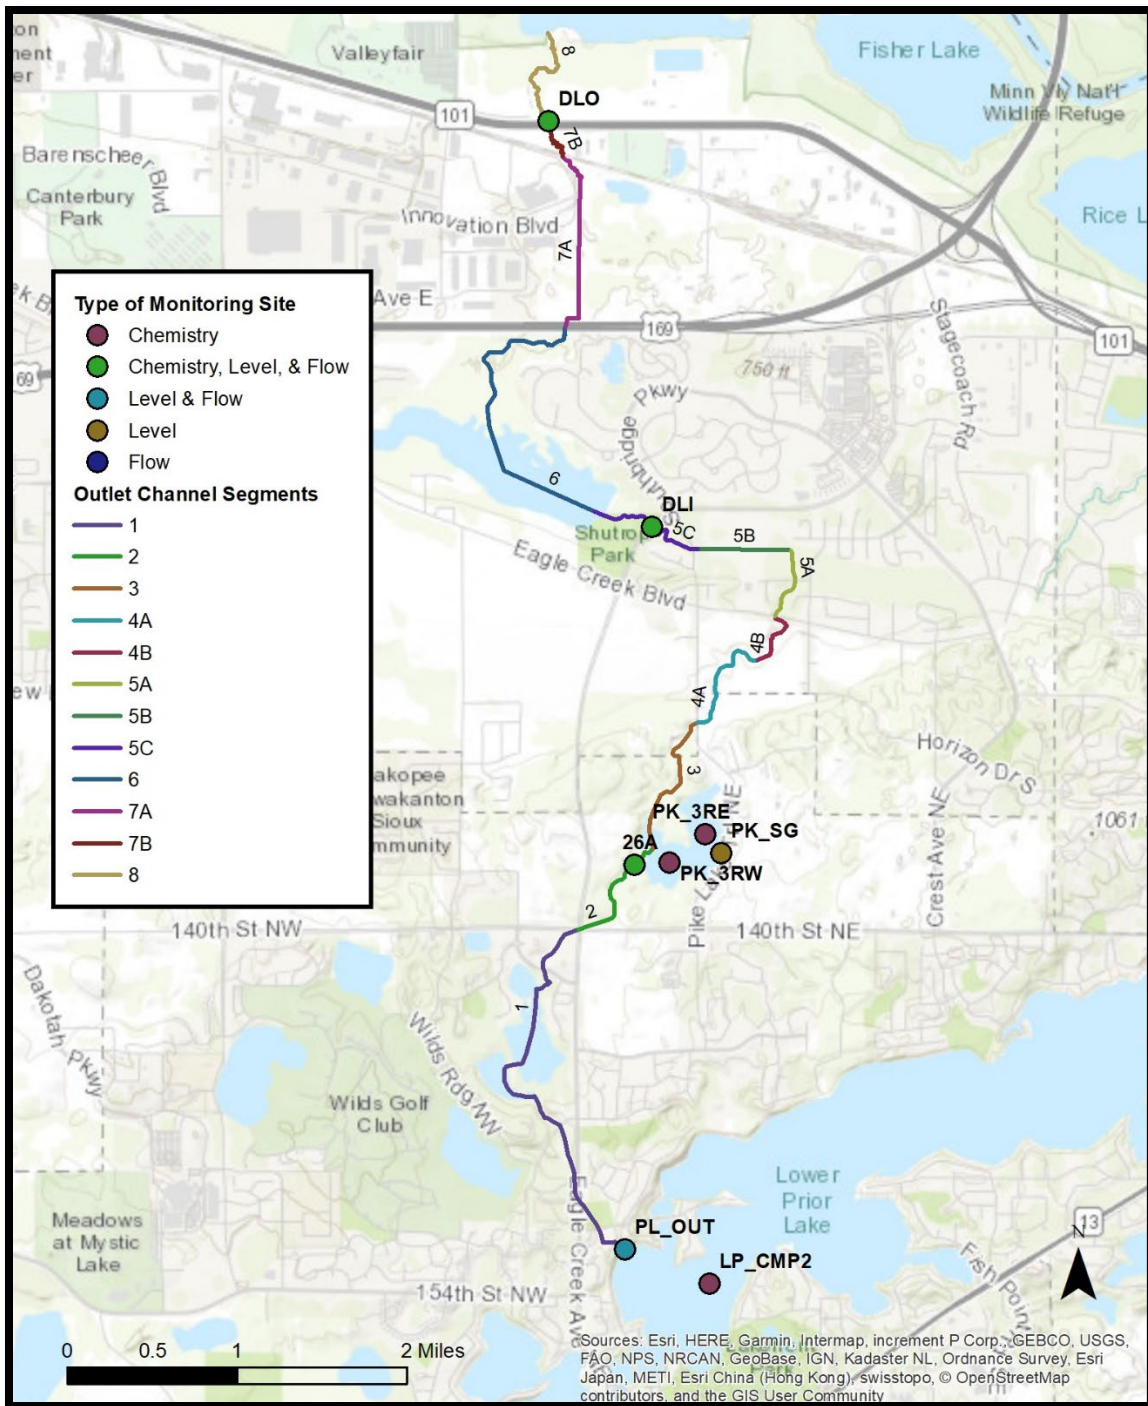 Valleyfair
Fisher Lake
8
DLO
101
Minn Vly Nat'l
Wildlife Refuge
7B
Barenscheer
Blvd
Canterbury
Park
Innovation Blvd
7A
Ave E
169
Stagecoach Rd
101
69
750 ft
Pkwy
Type of Monitoring Site
Chemistry
Chemistry, Level, & Flow
Level & Flow
Level
Flow
Outlet Channel Segments
1
2
3
4A
4B
5A
5B
5C
6
7A
7B
8
6
DLI
5C
5B
5A
Shutrop
Park
Eagle Creek Blvd
4B
4A
Horizon Dr S
3
akopee
wakanton
Sioux
mmunity
PK_3RE
PK_SG
26A
PK_3RW
1061
Crest Ave NE
2
140th St NW
140th St NE
Dakotah Pkwy
1
Wilds Rdg NW
Wilds Golf
Club
Lower
Prior
Lake
Meadows
at Mystic
Lake
Eagle Creek Ave
PL_OUT
LP_CMP2
13
N
154th St NW
0 0.5 1 2 Miles
Sources: Esri, HERE, Garmin, Intermap, increment P Corp., GEBCO, USGS,
FAO, NPS, NRCAN, GeoBase, IGN, Kadaster NL, Ordnance Survey, Esri
Japan, METI, Esri China (Hong Kong), swisstopo, © OpenStreetMap
contributors, and the GIS User Community